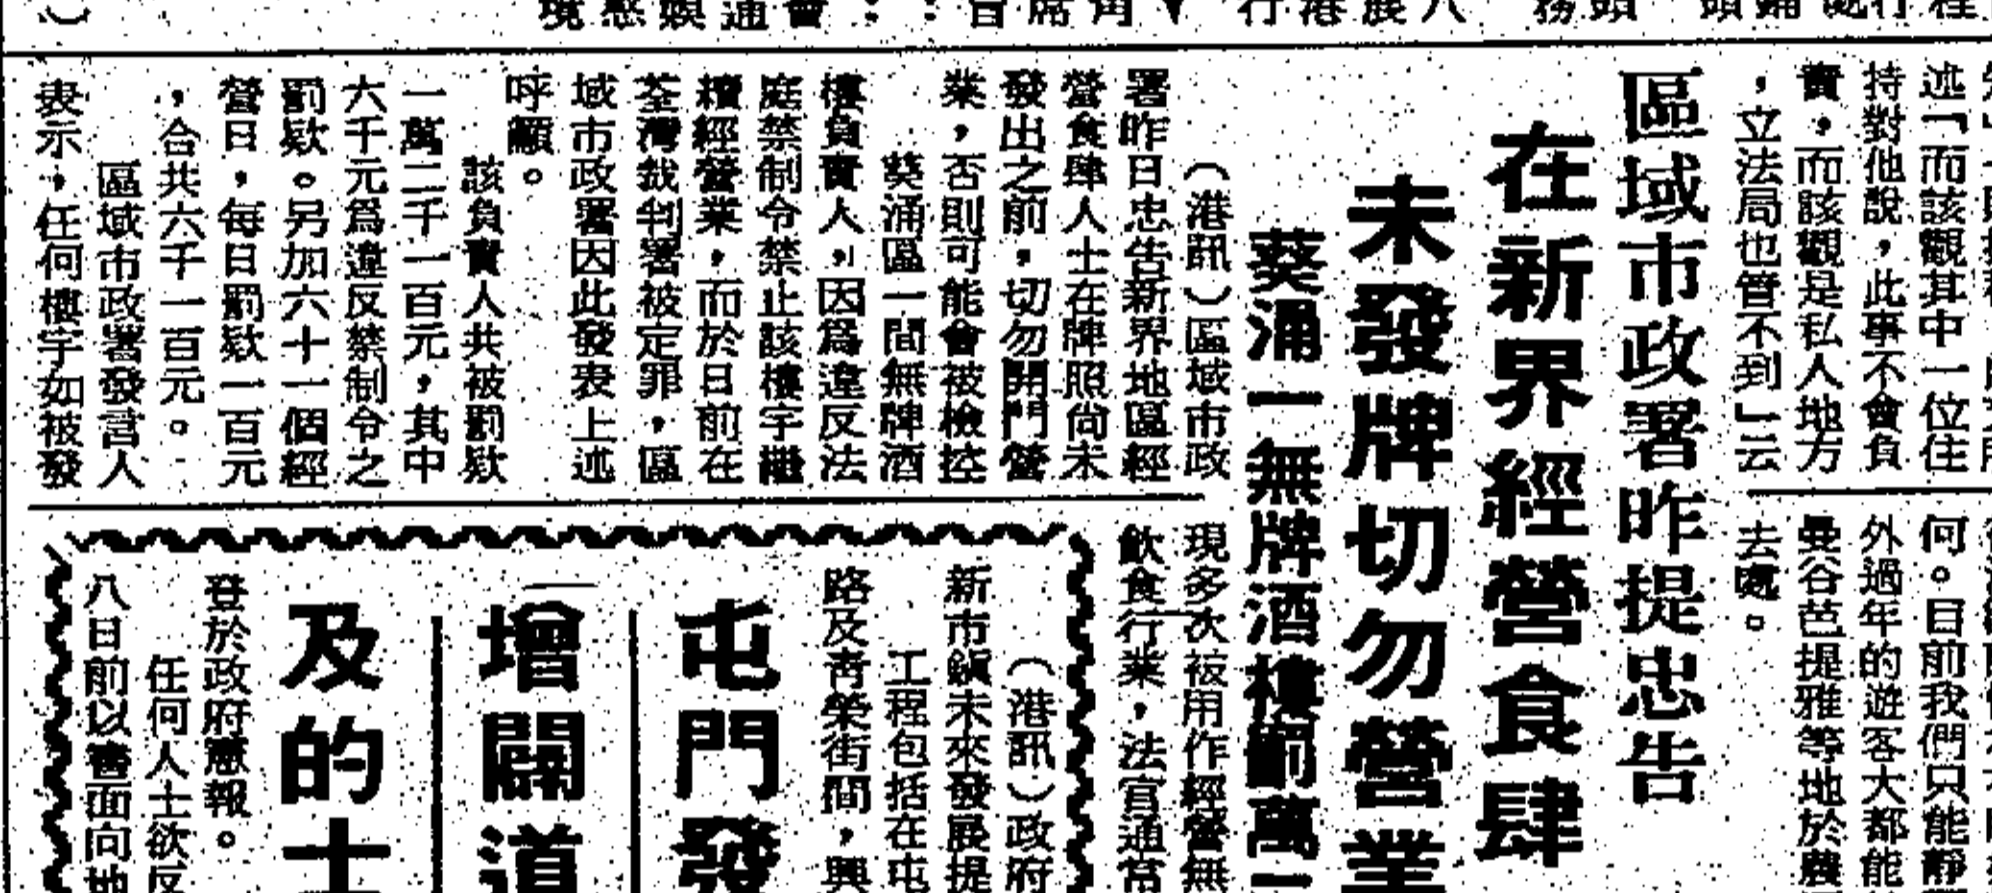 述「而該觀其中一位住
持對他說，此事不會負
責，而該觀是私人地方
，立法局也管不到」云
何。目前我們只能靜
外過年的遊客大都能
曼谷芭提雅等地於農
去處。
區域市政署昨提忠告
在新界經營食肆
未發牌切勿營業
葵涌一無牌酒樓罰萬二
（港訊）區域市政
署昨日忠告新界地區經
營食肆人士在牌照尚未
發出之前，切勿開門營
業，否則可能會被檢控
葵涌區一間無牌酒
樓負責人，因爲違反法
庭禁制令禁止該樓宇繼
續經營業，而於日前在
荃灣裁判署被定罪，區
域市政署因此發表上述
呼籲。
該負責人共被罰欵
一萬二千一百元，其中
六千元爲違反禁制令之
罰欵。另加六十一個經
營日，每日罰欵一百元
，合共六千一百元。
區域市政署發言人
表示，任何樓宇如被發
現多次被用作經營無
飲食行業，法官通常
屯門發
增闢道
及的士
（港訊）政府
新市鎭未來發展提
工程包括在屯
路及靑榮街間，興
登於政府憲報。
任何人士欲反
八日前以書面向地